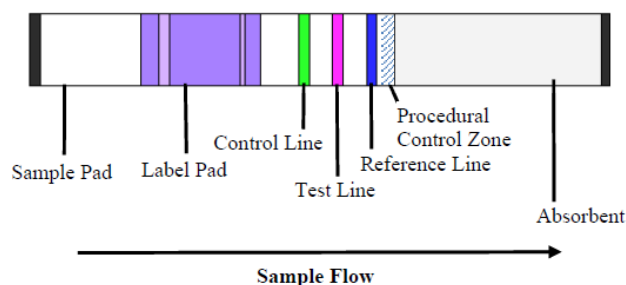 Procedural
Control Zone
Control Line
Reference Line
Sample Pad
Label Pad
Test Line
Absorbent
Sample Flow